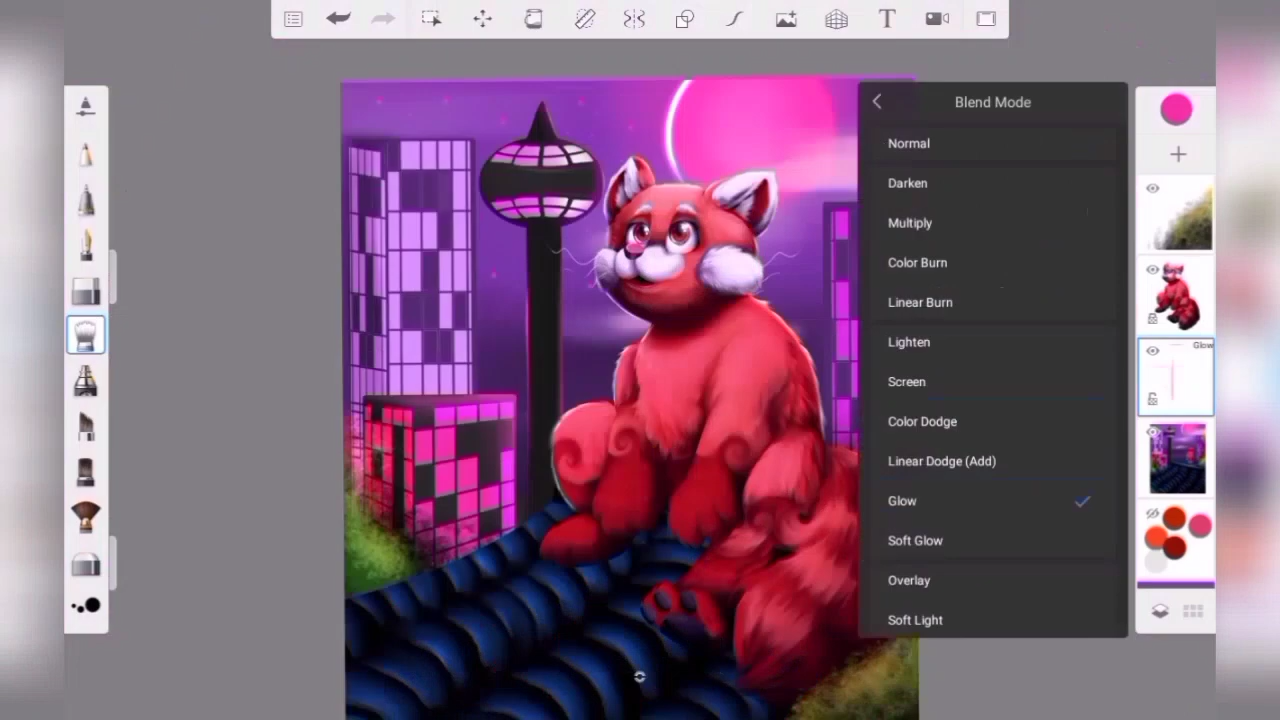 T
Blend Mode
Normal
Darken
Multiply
Color Burn
Linear Burn
Lighten
Screen
Color Dodge
Linear Dodge (Add)
Glow
Soft Glow
Overlay
Soft Light
Glow